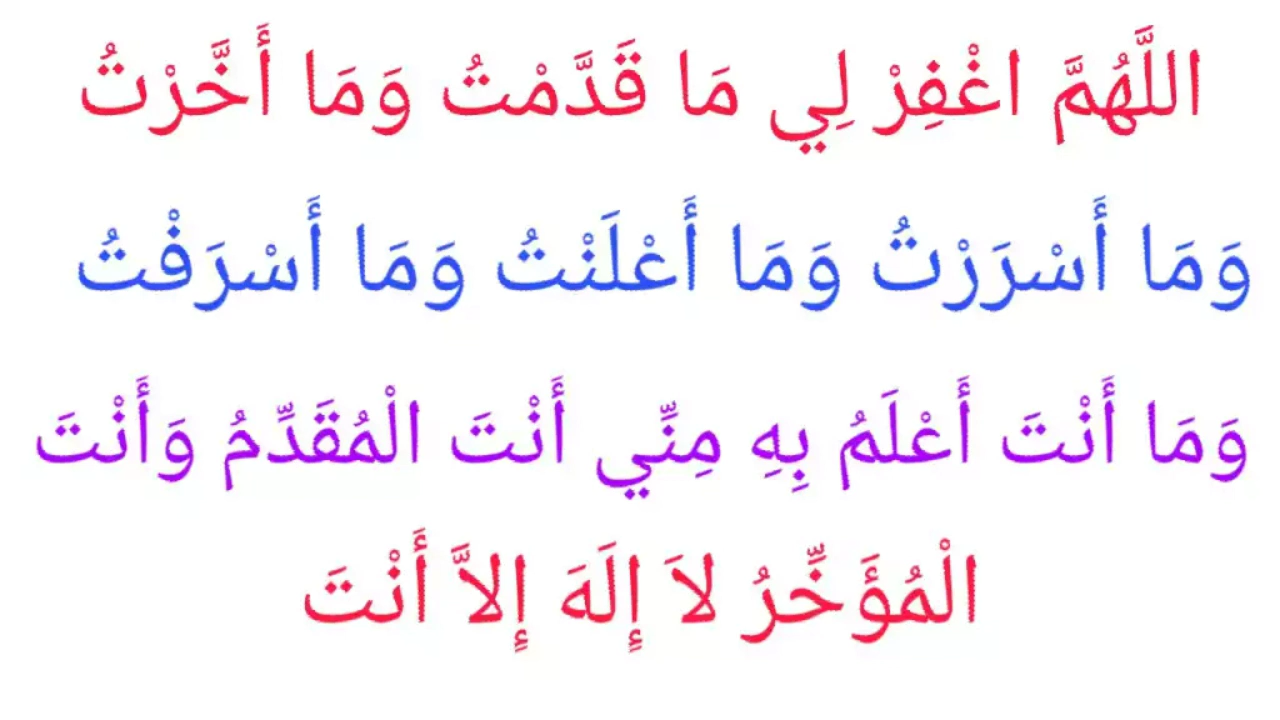 اللَّهُمَّ اغْفِرْ لِي مَا قَدَّمْتُ وَمَا أَخَّرْتُ
وَمَا أَسْرَرْتُ وَمَا أَعْلَنْتُ وَمَا أَسْرَفْتُ
وَمَا أَنْتَ أَعْلَمُ بِهِ مِنِّي أَنْتَ الْمُقَدِّمُ وَأَنْتَ
الْمُؤَخِّرُ لاَ إِلَهَ إِلاَّ أَنْتَ